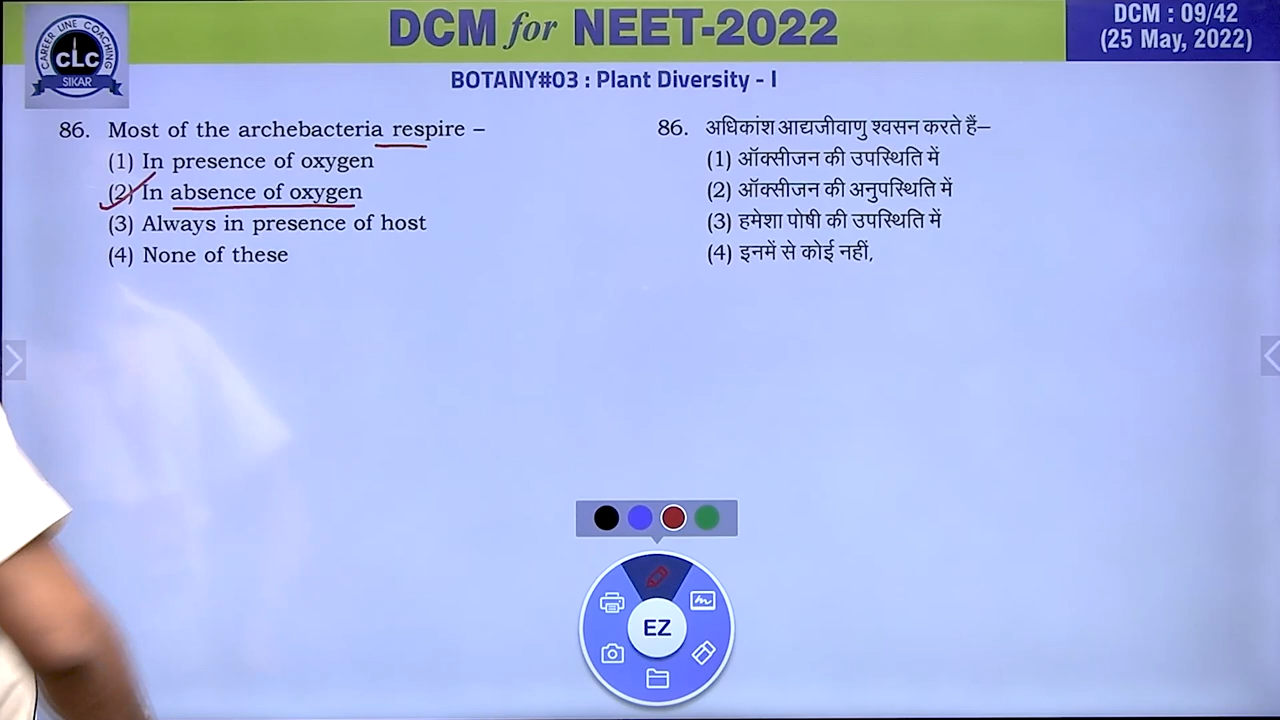 DCM for NEET-2022
DCM : 09/42
(25 May, 2022)
CAREER LINE COACHING
CLC
SIKAR
BOTANY#03 : Plant Diversity - I
86. Most of the archebacteria respire –
(1) In presence of oxygen
(2) In absence of oxygen
(3) Always in presence of host
(4) None of these
86. अधिकांश आद्यजीवाणु श्वसन करते हैं–
(1) ऑक्सीजन की उपस्थिति में
(2) ऑक्सीजन की अनुपस्थिति में
(3) हमेशा पोषी की उपस्थिति में
(4) इनमें से कोई नहीं,
EZ